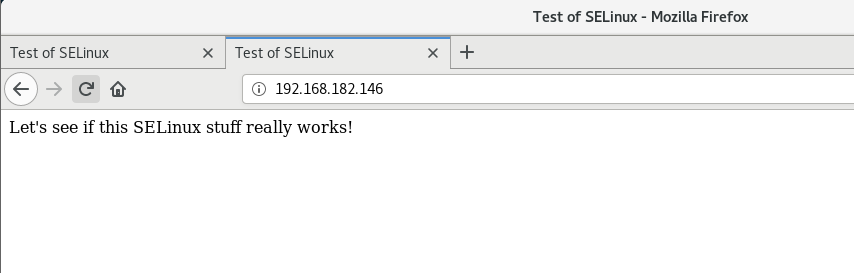 Test of SELinux - Mozilla Firefox
Test of SELinux Test of SELinux
192.168.182.146
Let's see if this SELinux stuff really works!